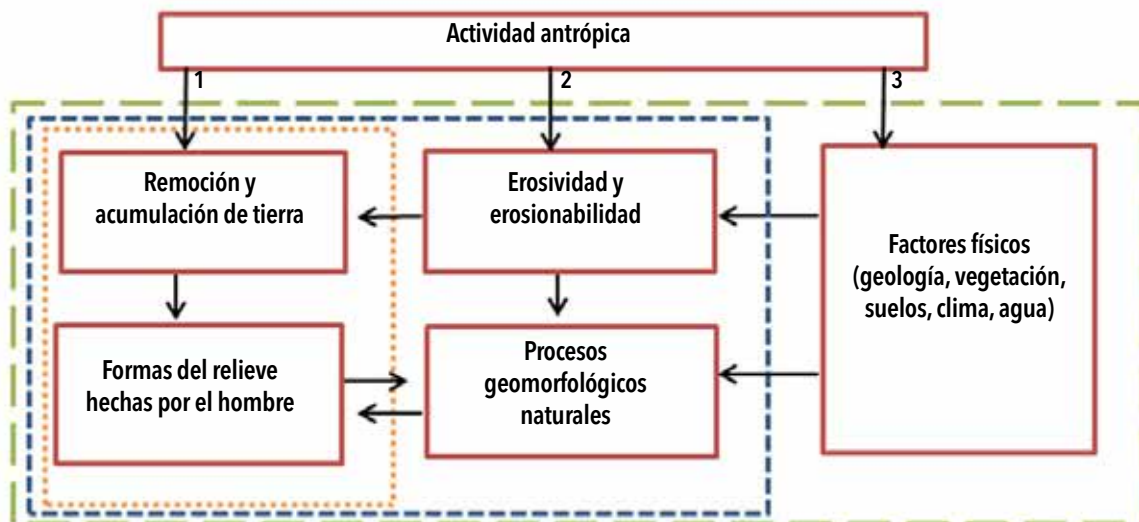 Actividad antrópica
1
2
3
Remoción y
acumulación de tierra
Erosividad y
erosionabilidad
Factores físicos
(geología, vegetación,
suelos, clima, agua)
Formas del relieve
hechas por el hombre
Procesos
geomorfológicos
naturales